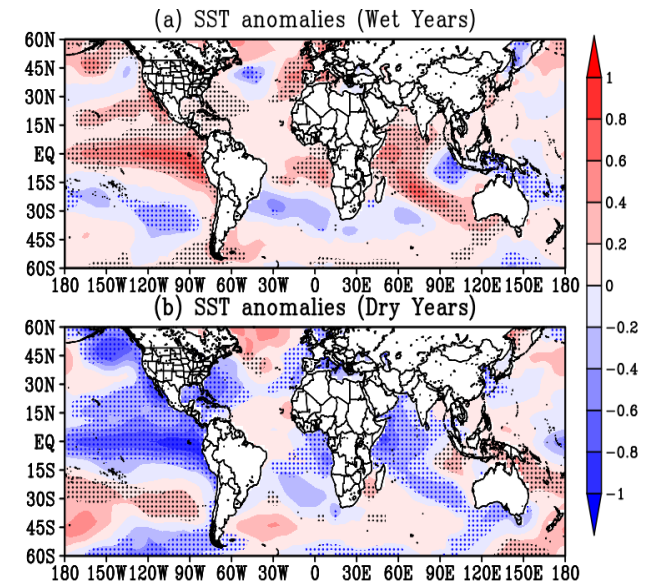 (a) SST anomalies (Wet Years)
60N
45N
30N
15N
EQ
15S
30S
45S
60S
180 150W 120W 90W 60W 30W 0 30E 60E 90E 120E 150E 180
(b) SST anomalies (Dry Years)
60N
45N
30N
15N
EQ
15S
30S
45S
60S
180 150W 120W 90W 60W 30W 0 30E 60E 90E 120E 150E 180
1
0.8
0.6
0.4
0.2
0
-0.2
-0.4
-0.6
-0.8
-1